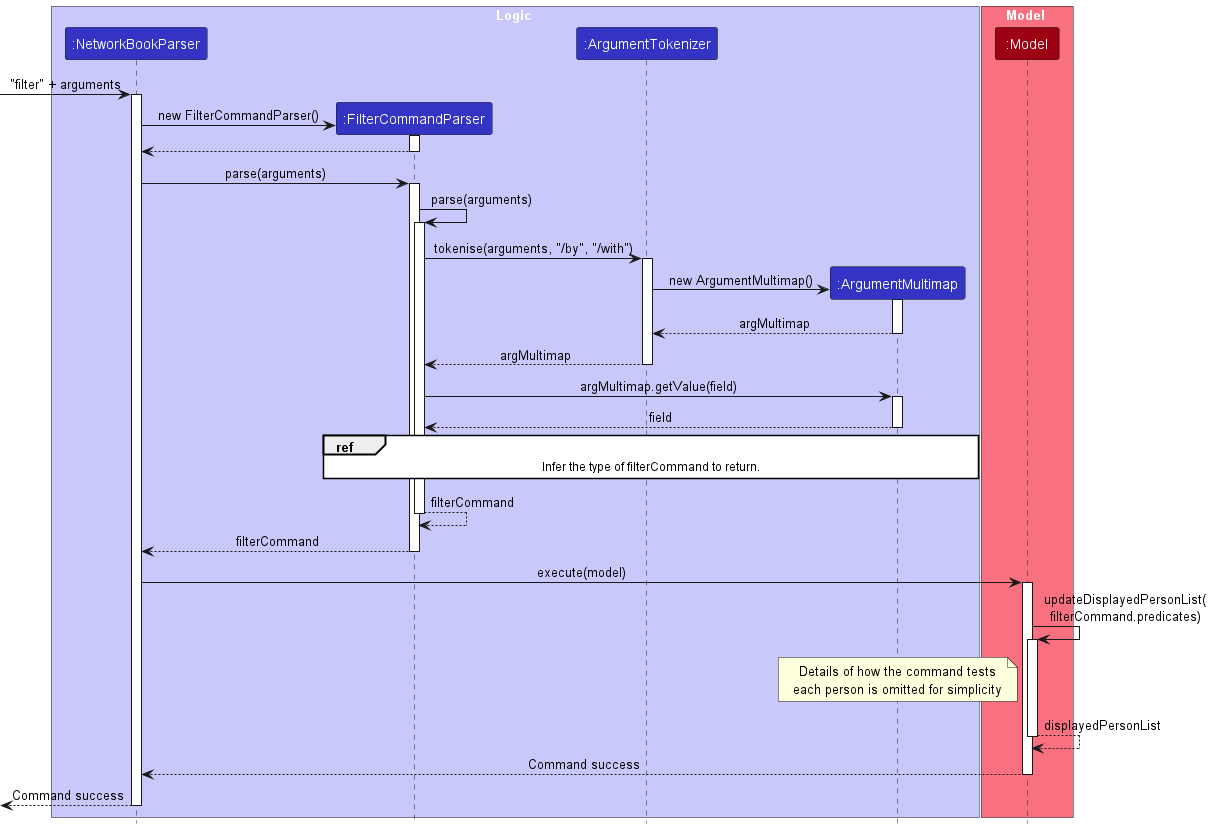 Logic
Model
:NetworkBookParser
:ArgumentTokenizer
:Model
"filter" + arguments
new FilterCommandParser()
:FilterCommandParser
parse(arguments)
parse(arguments)
tokenise(arguments, "/by", "/with")
new ArgumentMultimap()
:ArgumentMultimap
argMultimap
argMultimap
argMultimap.getValue(field)
field
ref
Infer the type of filterCommand to return.
filterCommand
filterCommand
execute(model)
updateDisplayedPersonList(
filterCommand.predicates)
Details of how the command tests
each person is omitted for simplicity
displayedPersonList
Command success
Command success